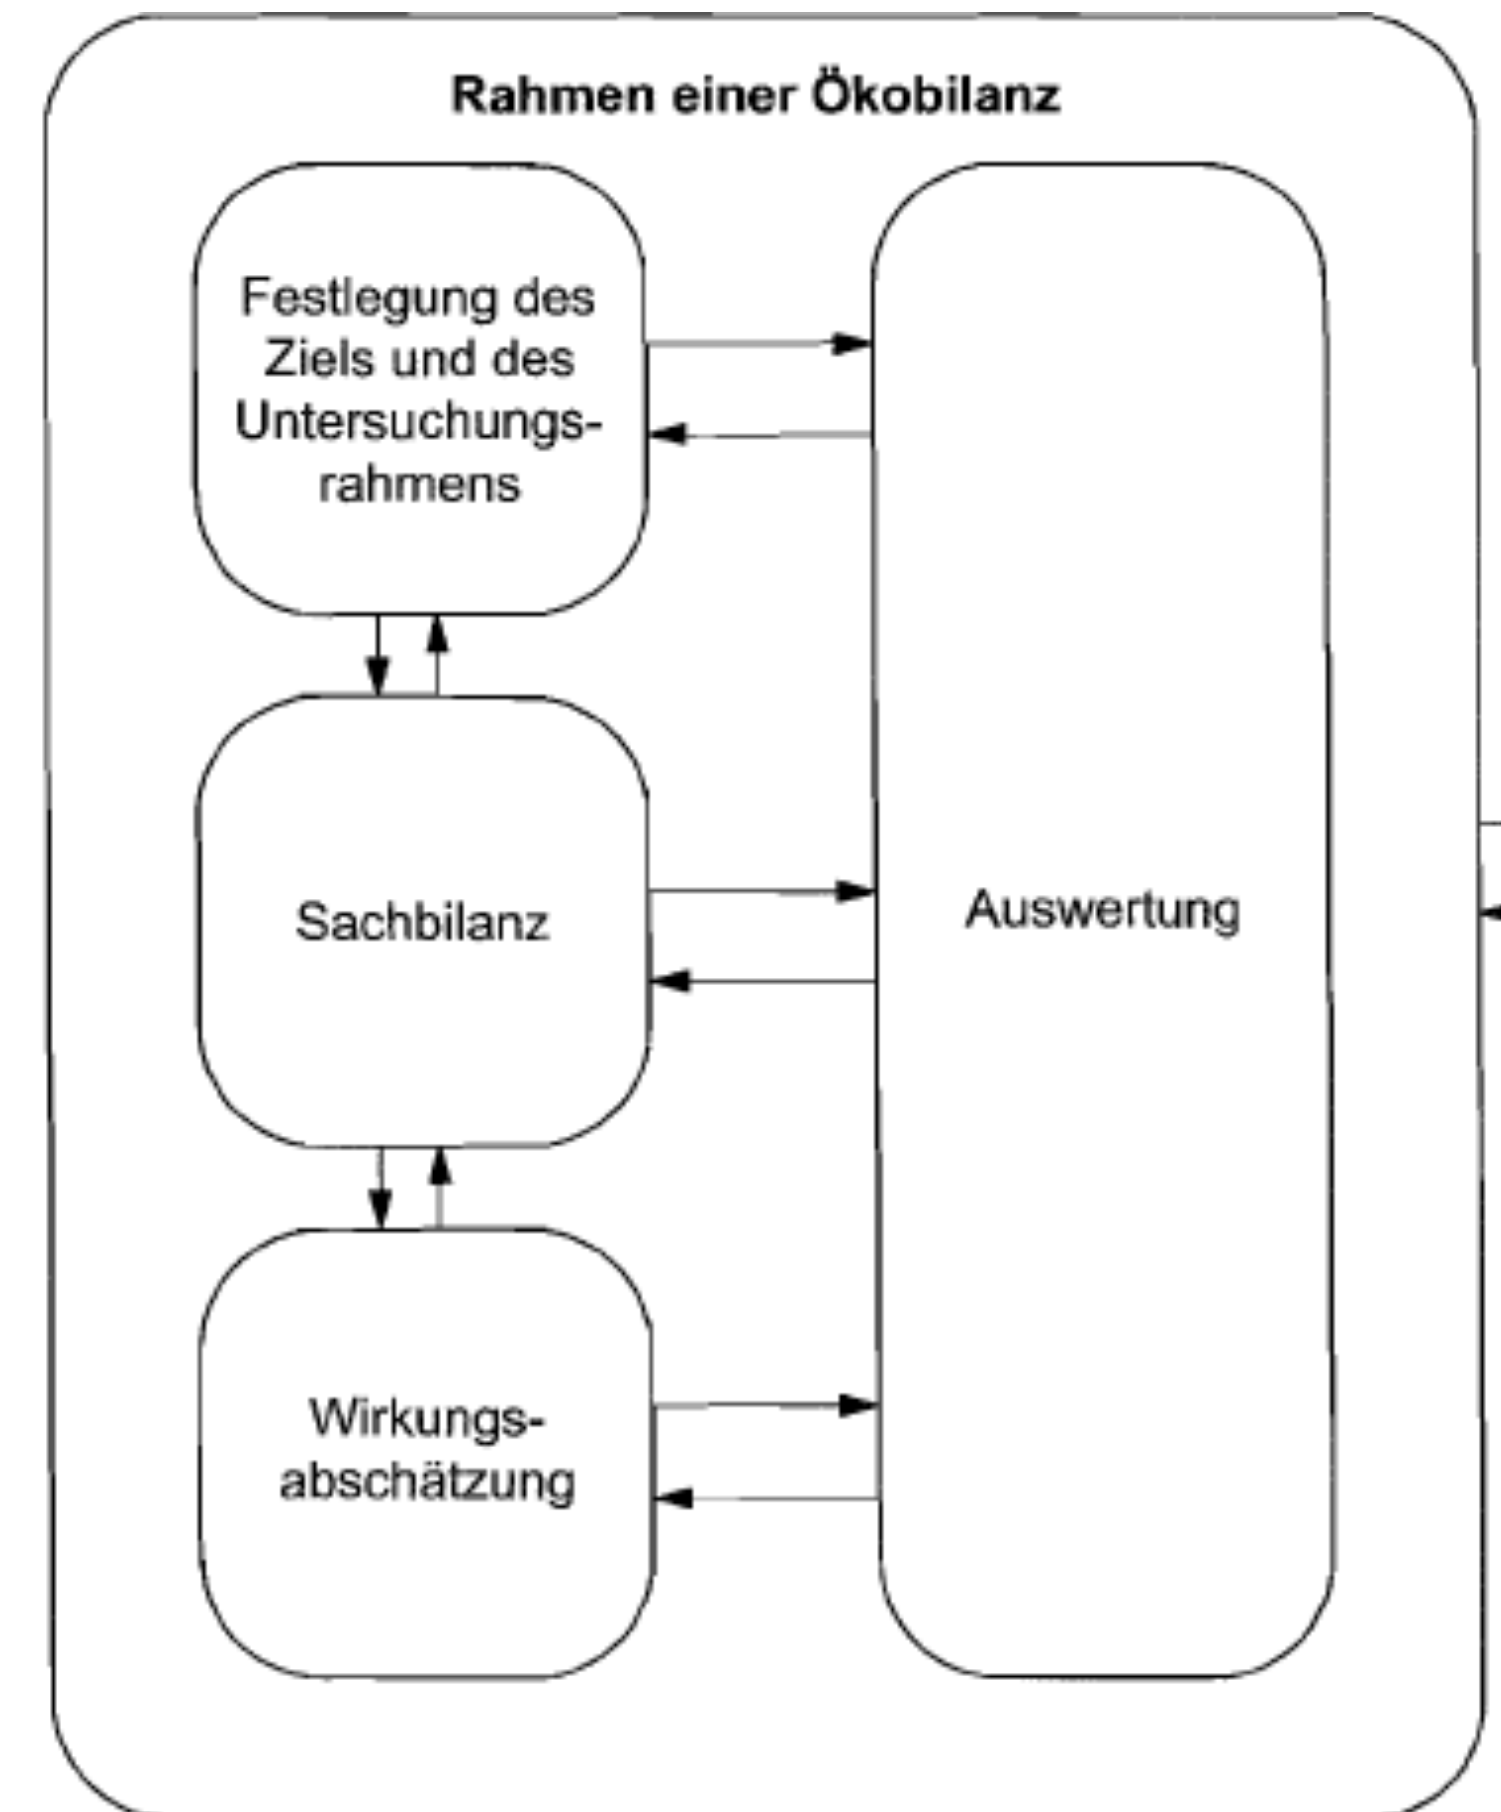 Rahmen einer Ökobilanz
Festlegung des
Ziels und des
Untersuchungs-
rahmens
Sachbilanz
Auswertung
Wirkungs-
abschätzung